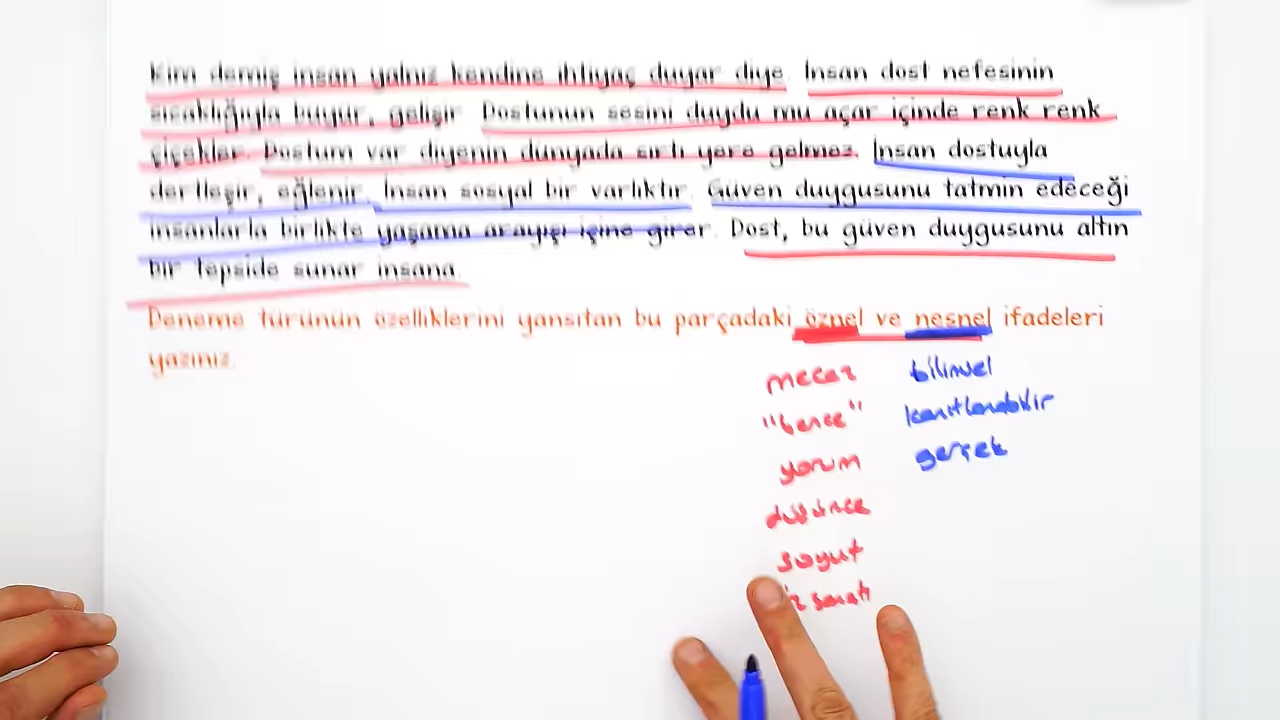 Kim demiş insan yalnız kendine ihtiyaç duyar diye. İnsan dost nefesinin
sıcaklığıyla büyür, gelişir. Dostunun sesini duydu mu açar içinde renk renk
çiçekler. Dostum var diyenin dünyada sırtı yere gelmez. İnsan dostuyla
dertleşir, eğlenir. İnsan sosyal bir varlıktır. Güven duygusunu tatmin edeceği
insanlarla birlikte yaşama arayışı içine girer. Dost, bu güven duygusunu altın
bir tepside sunar insana.
Deneme türünün özelliklerini yansıtan bu parçadaki öznel ve nesnel ifadeleri
yazınız.
mecaz bilimsel
"bence" kanıtlanabilir
yorum gerçek
düşünce
soyut
sanatı